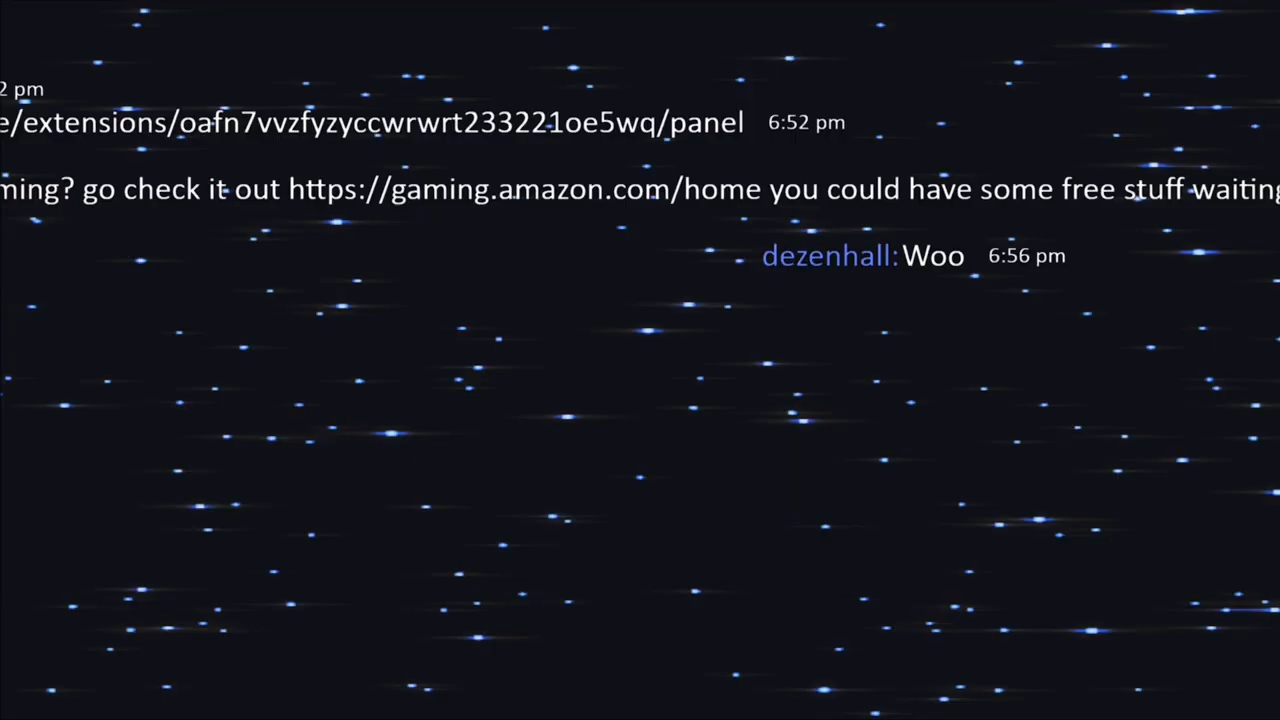 2 pm
e/extensions/oafn7vvzfyzyccwrwrt233221oe5wq/panel 6:52 pm
ming? go check it out https://gaming.amazon.com/home you could have some free stuff waiting
dezenhall: Woo 6:56 pm